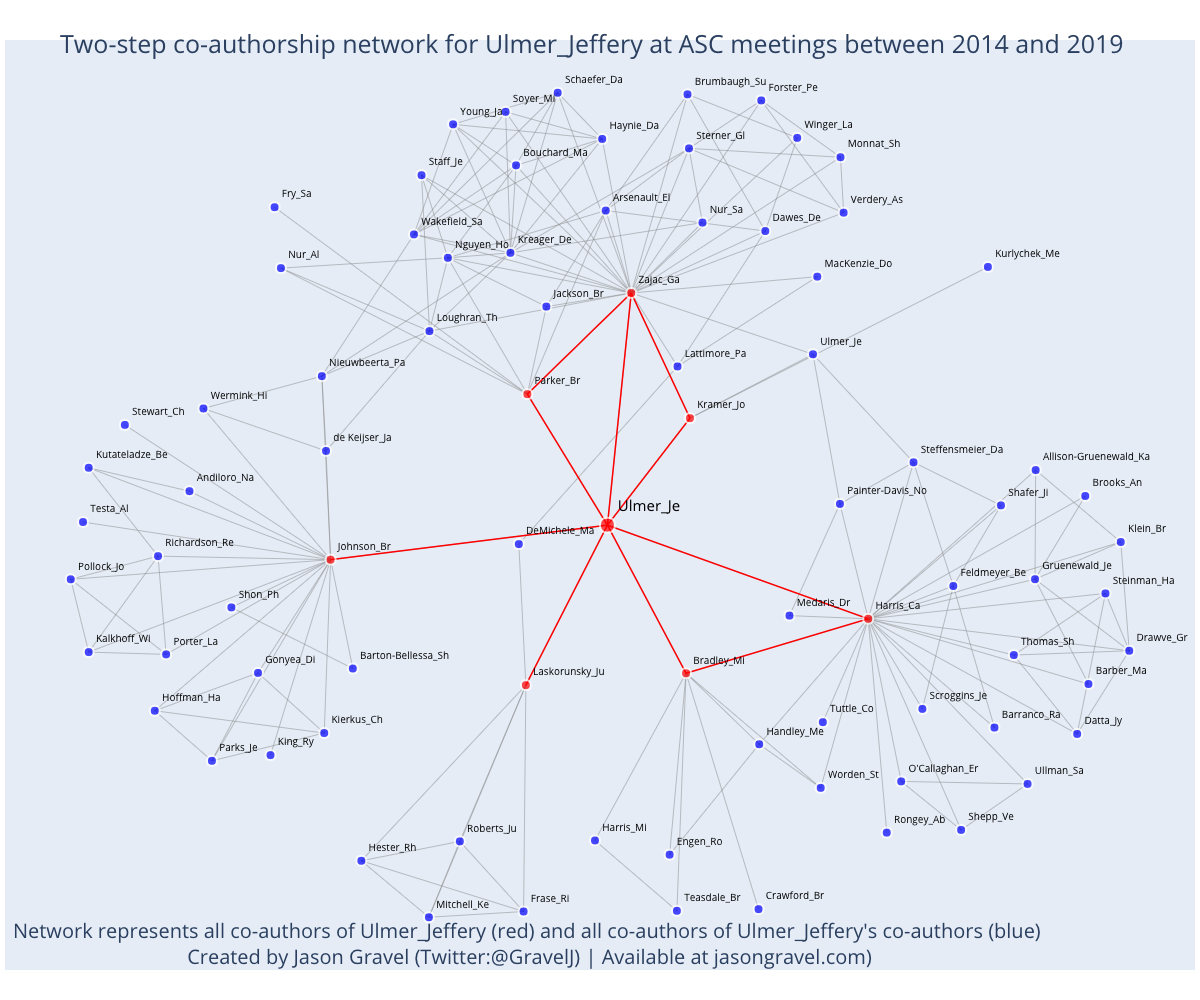 Two-step co-authorship network for Ulmer_Jeffery at ASC meetings between 2014 and 2019
Schaefer_Da
Brumbaugh_Su
Forster_Pe
Soyer_Mi
Young_Ja
Haynie_Da
Winger_La
Sterner_Gl
Monnat_Sh
Bouchard_Ma
Staff_Je
Fry_Sa
Arsenault_El
Verdery_As
Nur_Sa
Dawes_De
Wakefield_Sa
Kreager_De
Nguyen_Ho
Nur_Al
Kurlychek_Me
MacKenzie_Do
Zajac_Ga
Jackson_Br
Loughran_Th
Ulmer_Je
Lattimore_Pa
Nieuwbeerta_Pa
Parker_Br
Wermink_Hi
Kramer_Jo
Stewart_Ch
de Keijser_Ja
Steffensmeier_Da
Kutateladze_Be
Allison-Gruenewald_Ka
Andiloro_Na
Brooks_An
Painter-Davis_No
Shafer_Ji
Testa_Al
Ulmer_Je
Klein_Br
DeMichele_Ma
Richardson_Re
Johnson_Br
Pollock_Jo
Feldmeyer_Be
Gruenewald_Je
Steinman_Ha
Shon_Ph
Medaris_Dr
Harris_Ca
Kalkhoff_Wi
Porter_La
Thomas_Sh
Drawve_Gr
Barton-Bellessa_Sh
Gonyea_Di
Bradley_Mi
Laskorunsky_Ju
Barber_Ma
Hoffman_Ha
Scroggins_Je
Tuttle_Co
Barranco_Ra
Datta_Jy
Kierkus_Ch
Parks_Je
King_Ry
Handley_Me
Worden_St
O'Callaghan_Er
Ullman_Sa
Rongey_Ab
Shepp_Ve
Roberts_Ju
Harris_Mi
Hester_Rh
Engen_Ro
Mitchell_Ke
Frase_Ri
Teasdale_Br
Crawford_Br
Network represents all co-authors of Ulmer_Jeffery (red) and all co-authors of Ulmer_Jeffery's co-authors (blue)
Created by Jason Gravel (Twitter:@GravelJ) | Available at jasongravel.com)